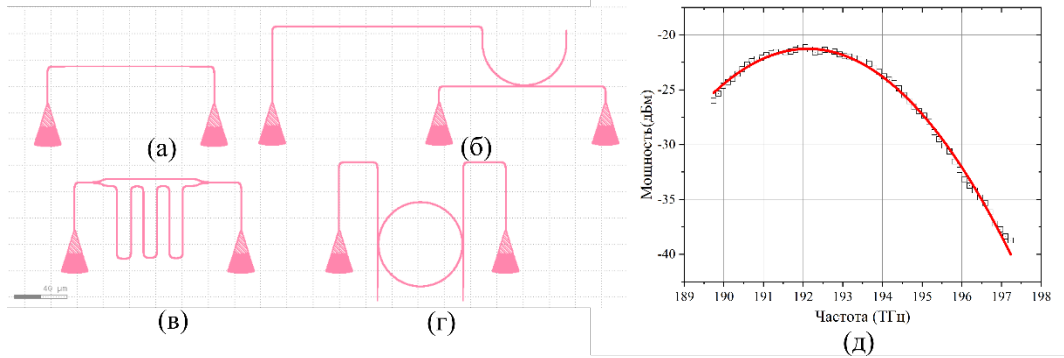 (а)
(б)
40 μm
(в)
(г)
-20
-25
-30
-35
-40
Мощность(дБм)
189 190 191 192 193 194 195 196 197 198
Частота (ТГц)
(д)